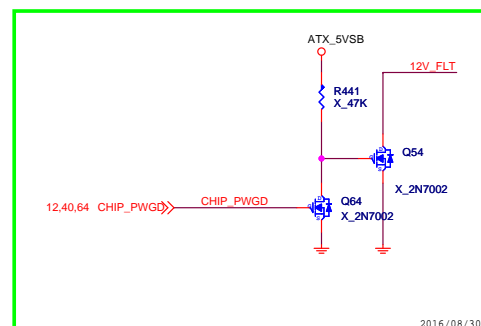 ATX_5VSB
12V_FLT
R441
X_47K
Q54
X_2N7002
12,40,64 CHIP_PWGD
CHIP_PWGD
Q64
X_2N7002
2016/08/30